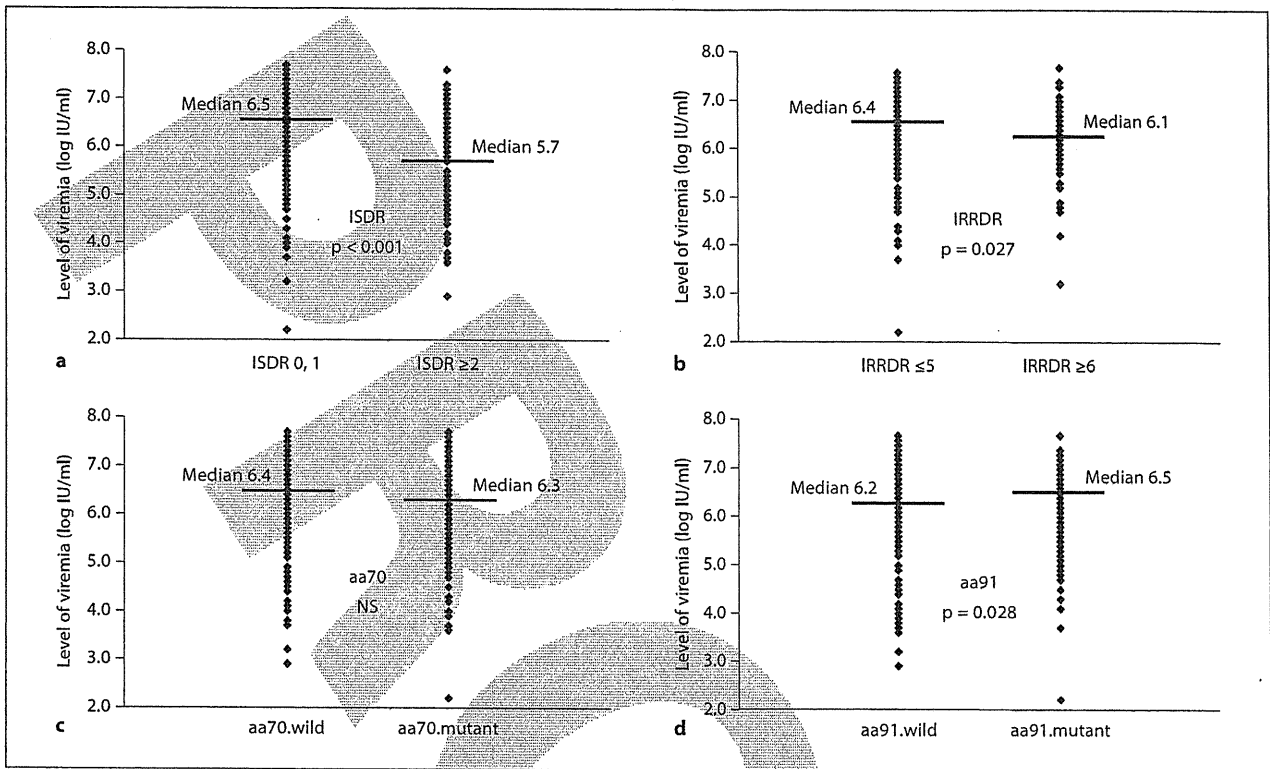 Level of viremia (log IU/ml)
8.0
7.0
6.0
5.0
4.0
3.0
2.0
Median 6.5
Median 5.7
ISDR
p < 0.001
a
ISDR 0, 1
ISDR ≥2
Level of viremia (log IU/ml)
8.0
7.0
6.0
5.0
4.0
3.0
2.0
Median 6.4
Median 6.1
IRRDR
p = 0.027
b
IRRDR ≤5
IRRDR ≥6
Level of viremia (log IU/ml)
8.0
7.0
6.0
5.0
4.0
3.0
2.0
Median 6.4
Median 6.3
aa70
NS
c
aa70.wild
aa70.mutant
Level of viremia (log IU/ml)
8.0
7.0
6.0
5.0
4.0
3.0
2.0
Median 6.2
Median 6.5
aa91
p = 0.028
d
aa91.wild
aa91.mutant